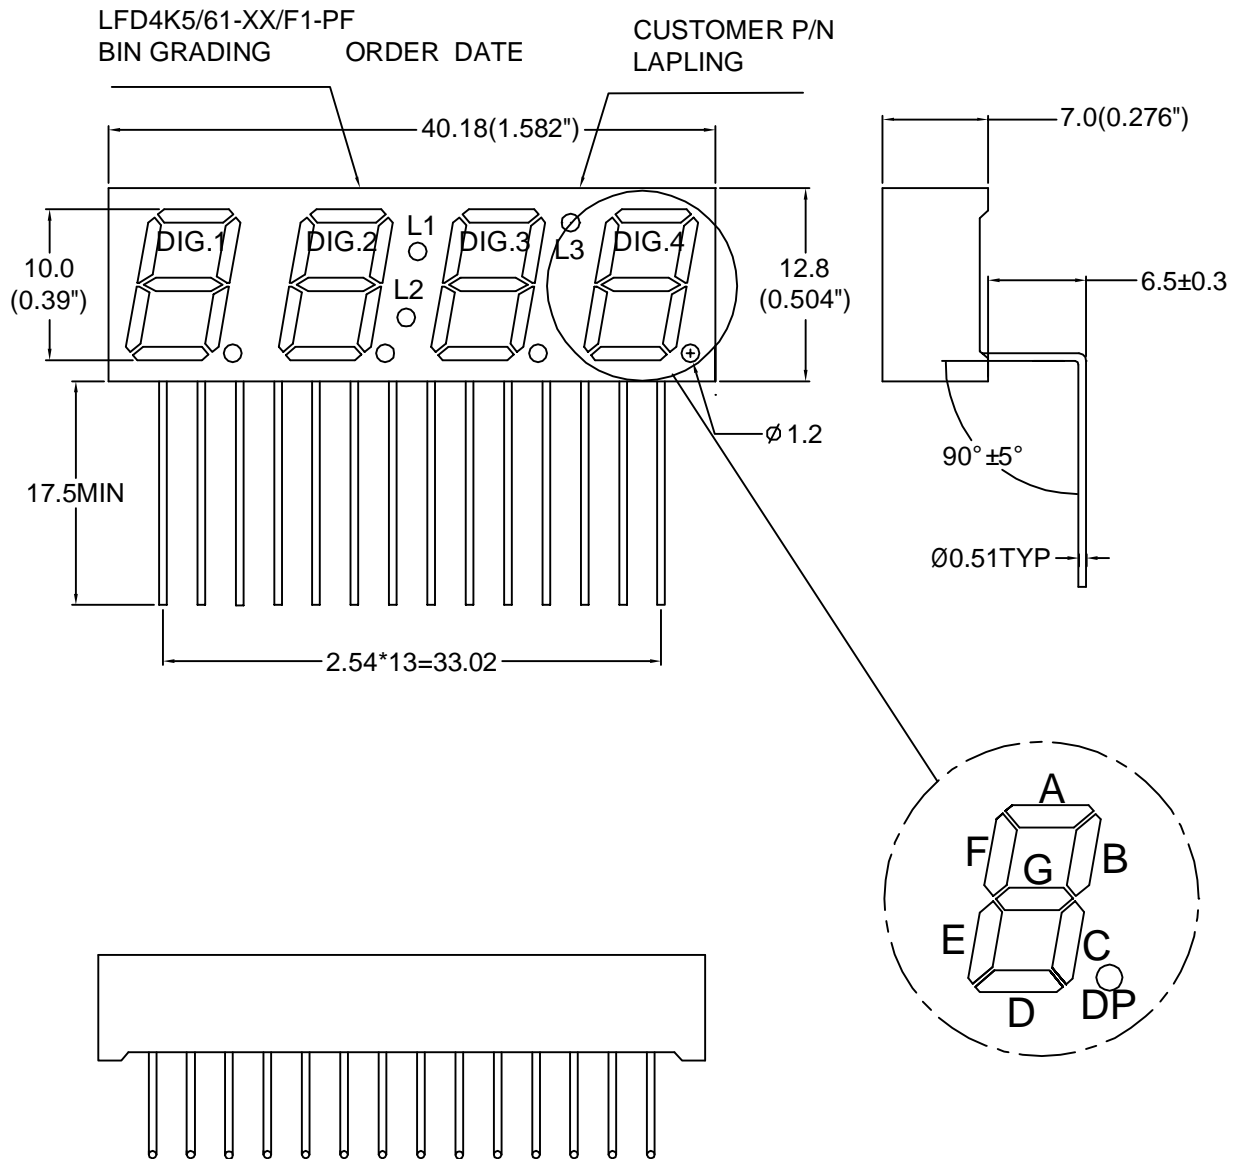 LFD4K5/61-XX/F1-PF
BIN GRADING ORDER DATE
CUSTOMER P/N
LAPLING
40.18(1.582")
7.0(0.276")
DIG.1
DIG.2
L1
DIG.3
L3
DIG.4
L2
10.0
(0.39")
12.8
(0.504")
6.5±0.3
Ø1.2
90°±5°
17.5MIN
Ø0.51TYP
2.54*13=33.02
A
F
B
G
E
C
D
DP